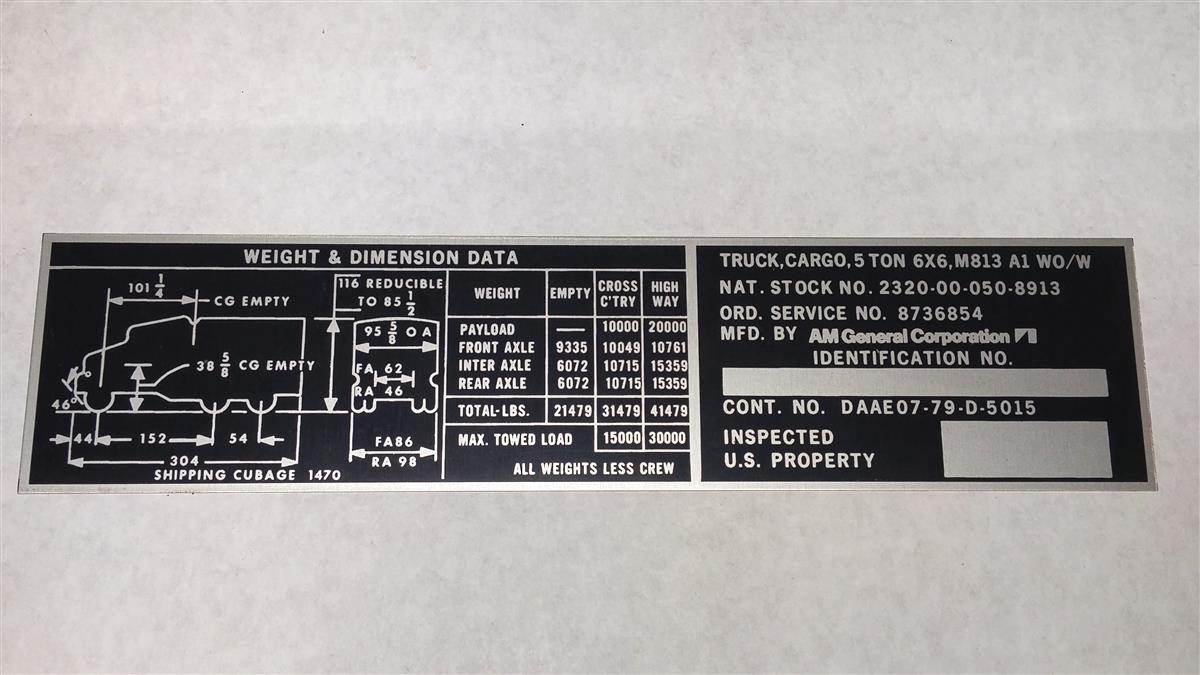 WEIGHT & DIMENSION DATA
101 1/4
CG EMPTY
38 5/8 CG EMPTY
46°
44 152 54
304
SHIPPING CUBAGE 1470
116 REDUCIBLE
TO 85 1/2
95 5/8 O A
FA 62
RA 46
FA86
RA 98
WEIGHT EMPTY CROSS C'TRY HIGH WAY
PAYLOAD — 10000 20000
FRONT AXLE 9335 10049 10761
INTER AXLE 6072 10715 15359
REAR AXLE 6072 10715 15359
TOTAL-LBS. 21479 31479 41479
MAX. TOWED LOAD 15000 30000
ALL WEIGHTS LESS CREW
TRUCK,CARGO,5 TON 6X6,M813 A1 WO/W
NAT. STOCK NO. 2320-00-050-8913
ORD. SERVICE NO. 8736854
MFD. BY AM General Corporation
IDENTIFICATION NO.
CONT. NO. DAAE07-79-D-5015
INSPECTED
U.S. PROPERTY